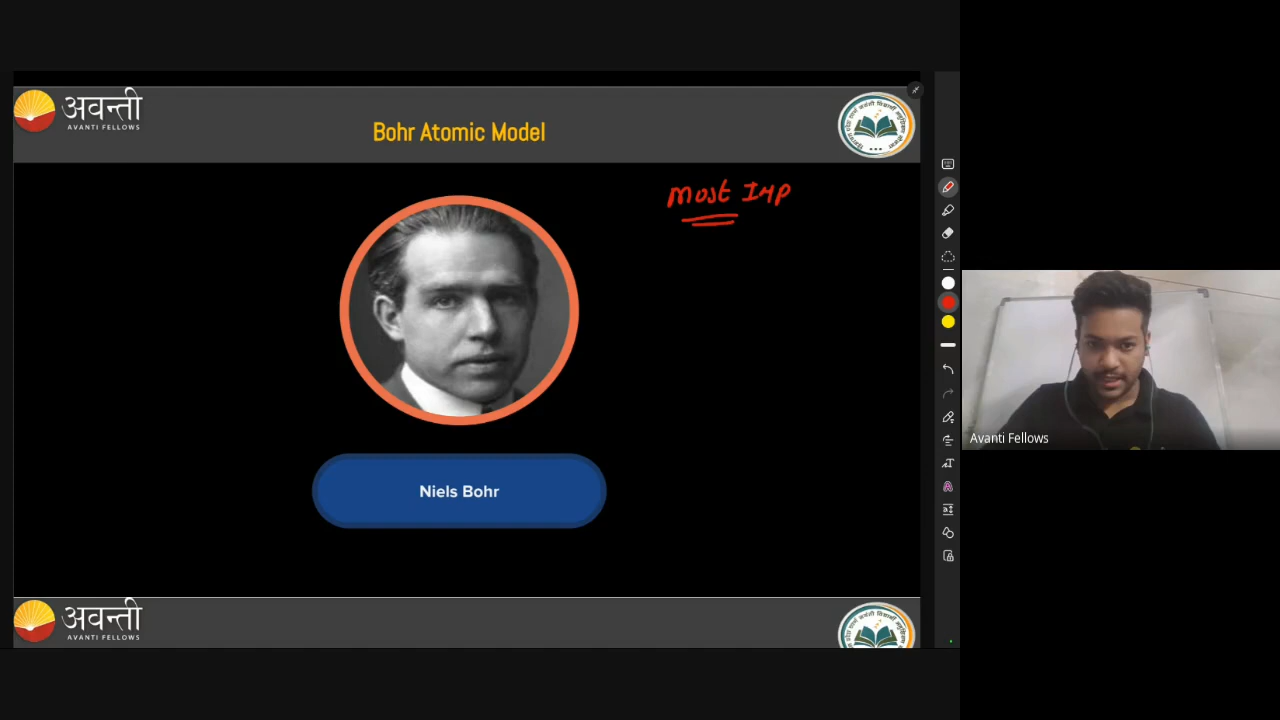 अवन्ती
AVANTI FELLOWS
Bohr Atomic Model
Most Imp
Niels Bohr
Avanti Fellows
अवन्ती
AVANTI FELLOWS